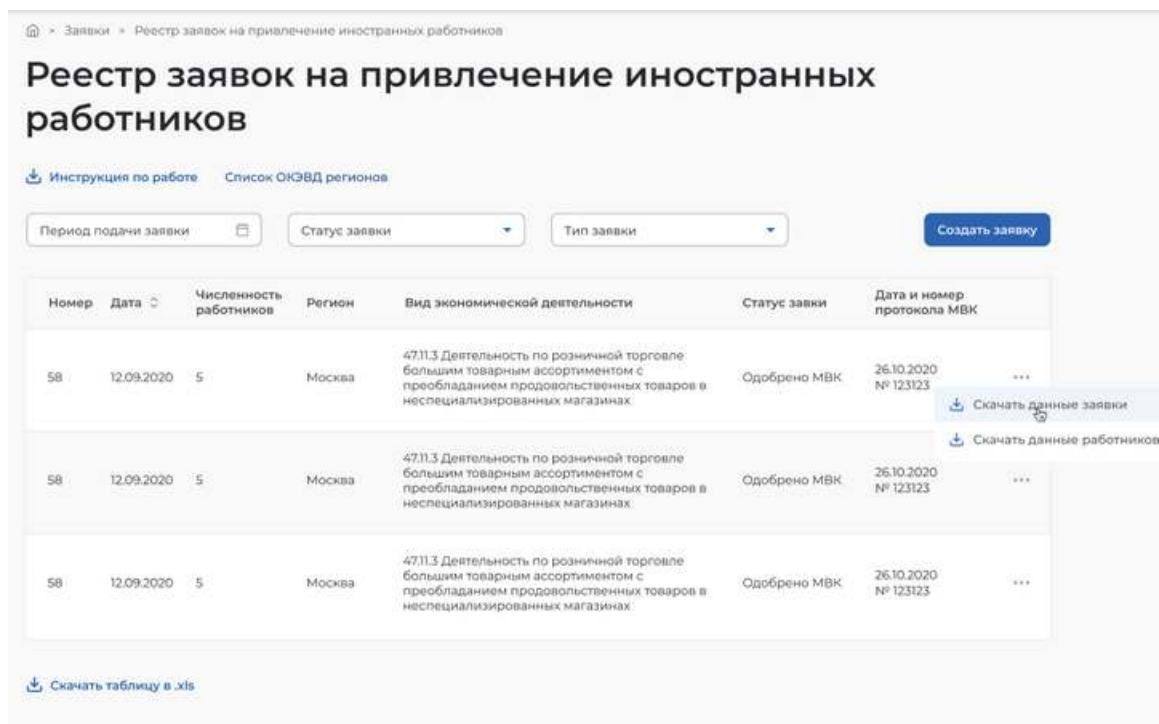 Заявки > Реестр заявок на привлечение иностранных работников
Реестр заявок на привлечение иностранных
работников
Инструкция по работе Список ОКЭВД регионов
Период подачи заявки Статус заявки Тип заявки Создать заявку
Номер Дата Численность работников Регион Вид экономической деятельности Статус завки Дата и номер протокола МВК
47.11.3 Деятельность по розничной торговле
большим товарным ассортиментом с
преобладанием продовольственных товаров в
неспециализированных магазинах
58 12.09.2020 5 Москва Одобрено МВК 26.10.2020
№ 123123 ...
Скачать данные заявки
Скачать данные работников
47.11.3 Деятельность по розничной торговле
большим товарным ассортиментом с
преобладанием продовольственных товаров в
неспециализированных магазинах
58 12.09.2020 5 Москва Одобрено МВК 26.10.2020
№ 123123 ...
47.11.3 Деятельность по розничной торговле
большим товарным ассортиментом с
преобладанием продовольственных товаров в
неспециализированных магазинах
58 12.09.2020 5 Москва Одобрено МВК 26.10.2020
№ 123123 ...
Скачать таблицу в .xls